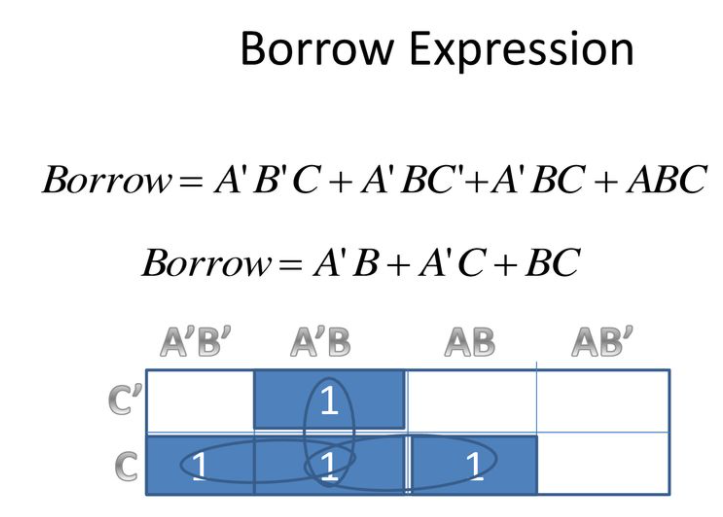 Borrow Expression
Borrow = A' B' C + A' BC'+A' BC + ABC
Borrow = A' B + A' C + BC
A’B’ A’B AB AB’
C’ 1
C 1 1 1